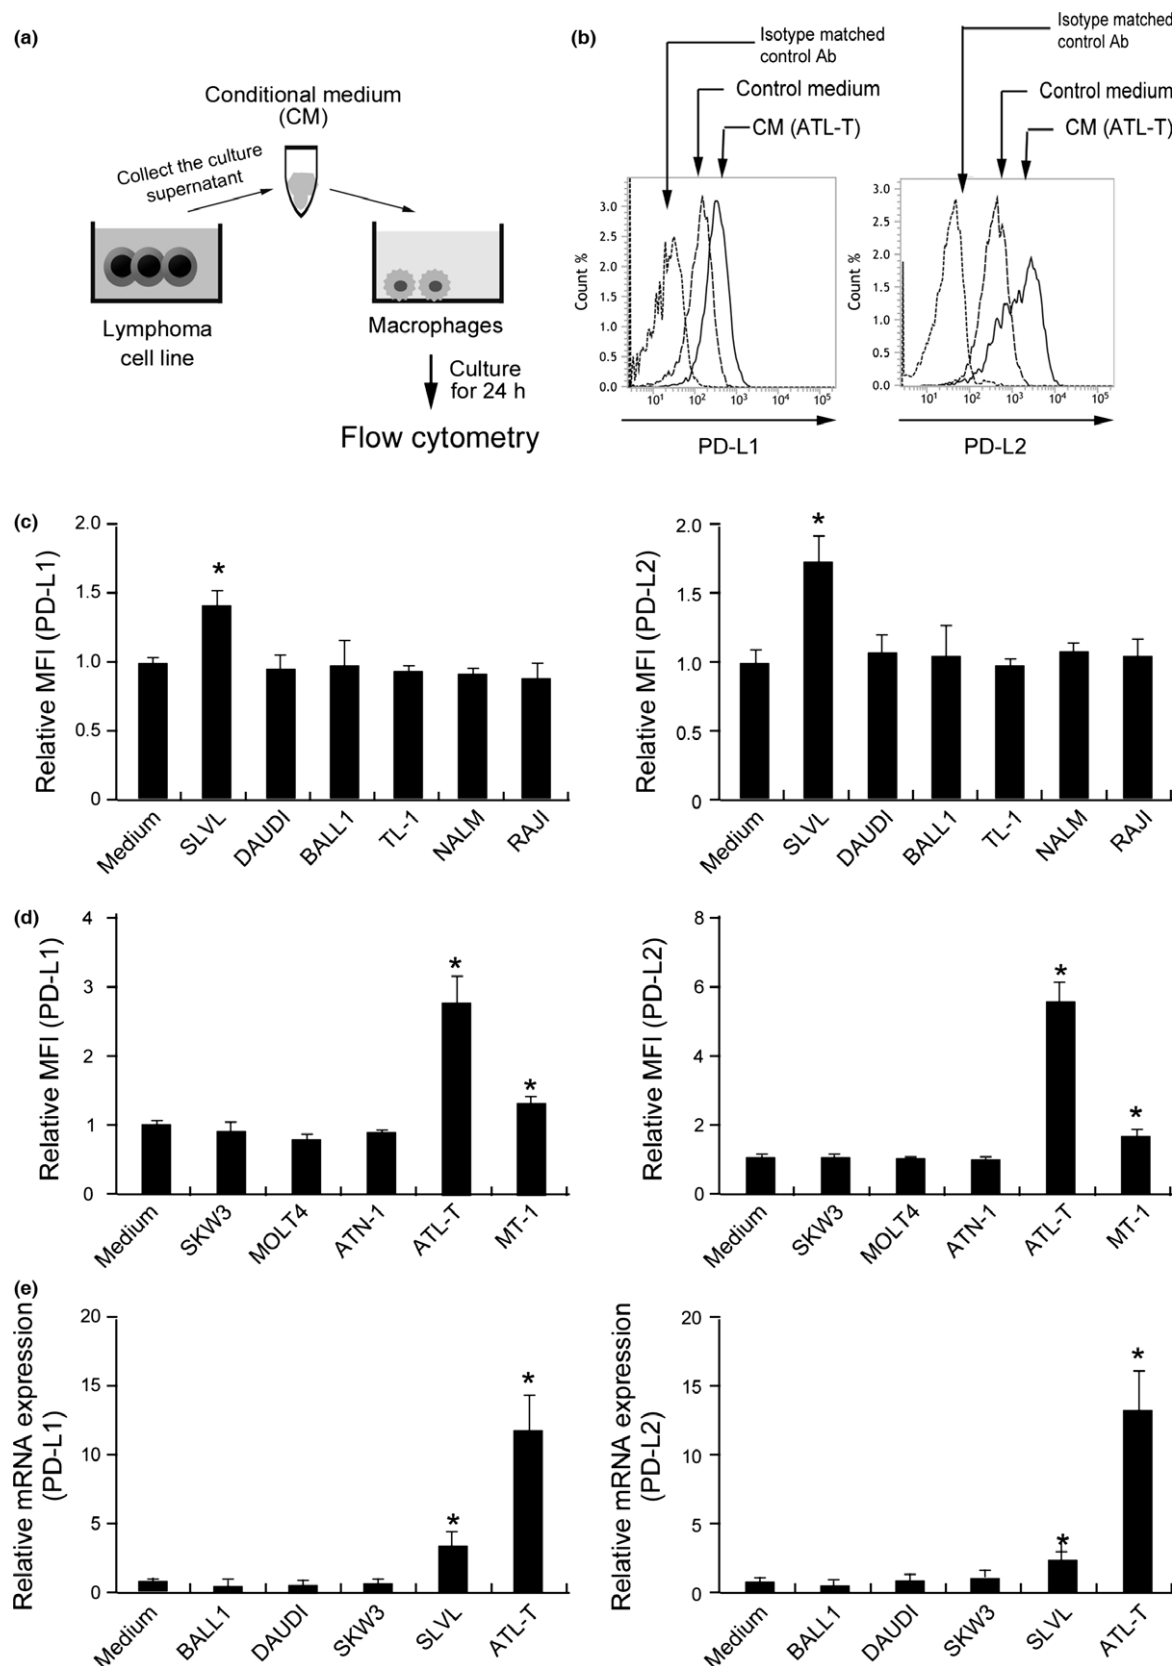 (a)
Conditional medium
(CM)
Collect the culture
supernatant
Lymphoma
cell line
Macrophages
Culture
for 24 h
Flow cytometry
(b)
Isotype matched
control Ab
Control medium
CM (ATL-T)
Count %
3.0
2.5
2.0
1.5
1.0
0.5
0.0
10¹ 10² 10³ 10⁴ 10⁵
PD-L1
Isotype matched
control Ab
Control medium
CM (ATL-T)
Count %
3.0
2.5
2.0
1.5
1.0
0.5
0.0
10¹ 10² 10³ 10⁴ 10⁵
PD-L2
(c)
Relative MFI (PD-L1)
2.0
1.5
1.0
0.5
0
*
Medium SLVL DAUDI BALL1 TL-1 NALM RAJI
Relative MFI (PD-L2)
2.0
1.5
1.0
0.5
0
*
Medium SLVL DAUDI BALL1 TL-1 NALM RAJI
(d)
Relative MFI (PD-L1)
4
3
2
1
0
* *
Medium SKW3 MOLT4 ATN-1 ATL-T MT-1
Relative MFI (PD-L2)
8
6
4
2
0
* *
Medium SKW3 MOLT4 ATN-1 ATL-T MT-1
(e)
Relative mRNA expression
(PD-L1)
20
15
10
5
0
* *
Medium BALL1 DAUDI SKW3 SLVL ATL-T
Relative mRNA expression
(PD-L2)
20
15
10
5
0
* *
Medium BALL1 DAUDI SKW3 SLVL ATL-T